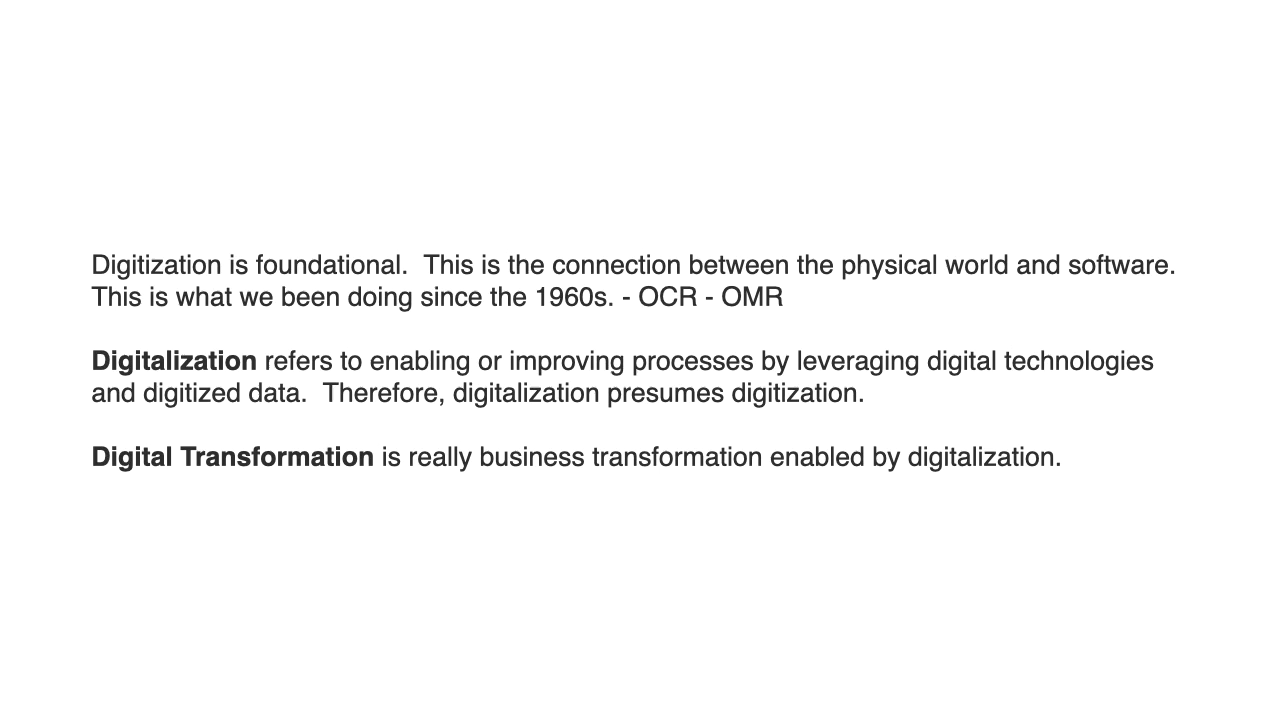 Digitization is foundational.  This is the connection between the physical world and software.
This is what we been doing since the 1960s. - OCR - OMR
Digitalization refers to enabling or improving processes by leveraging digital technologies
and digitized data.  Therefore, digitalization presumes digitization.
Digital Transformation is really business transformation enabled by digitalization.